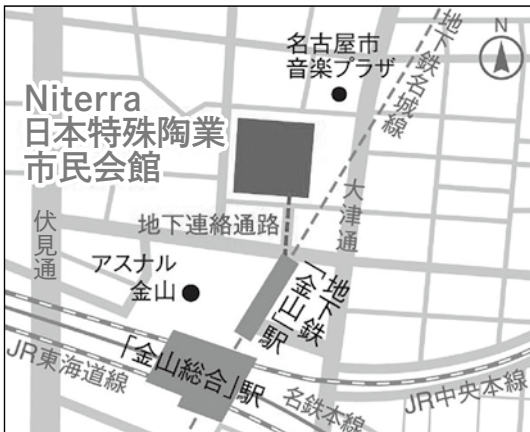 名古屋市
音楽プラザ
N
地下鉄名城線
Niterra
日本特殊陶業
市民会館
大津通
伏見通
地下連絡通路
アスナル
金山
地下鉄
「金山」駅
「金山総合」駅
JR東海道線
名鉄本線
JR中央本線